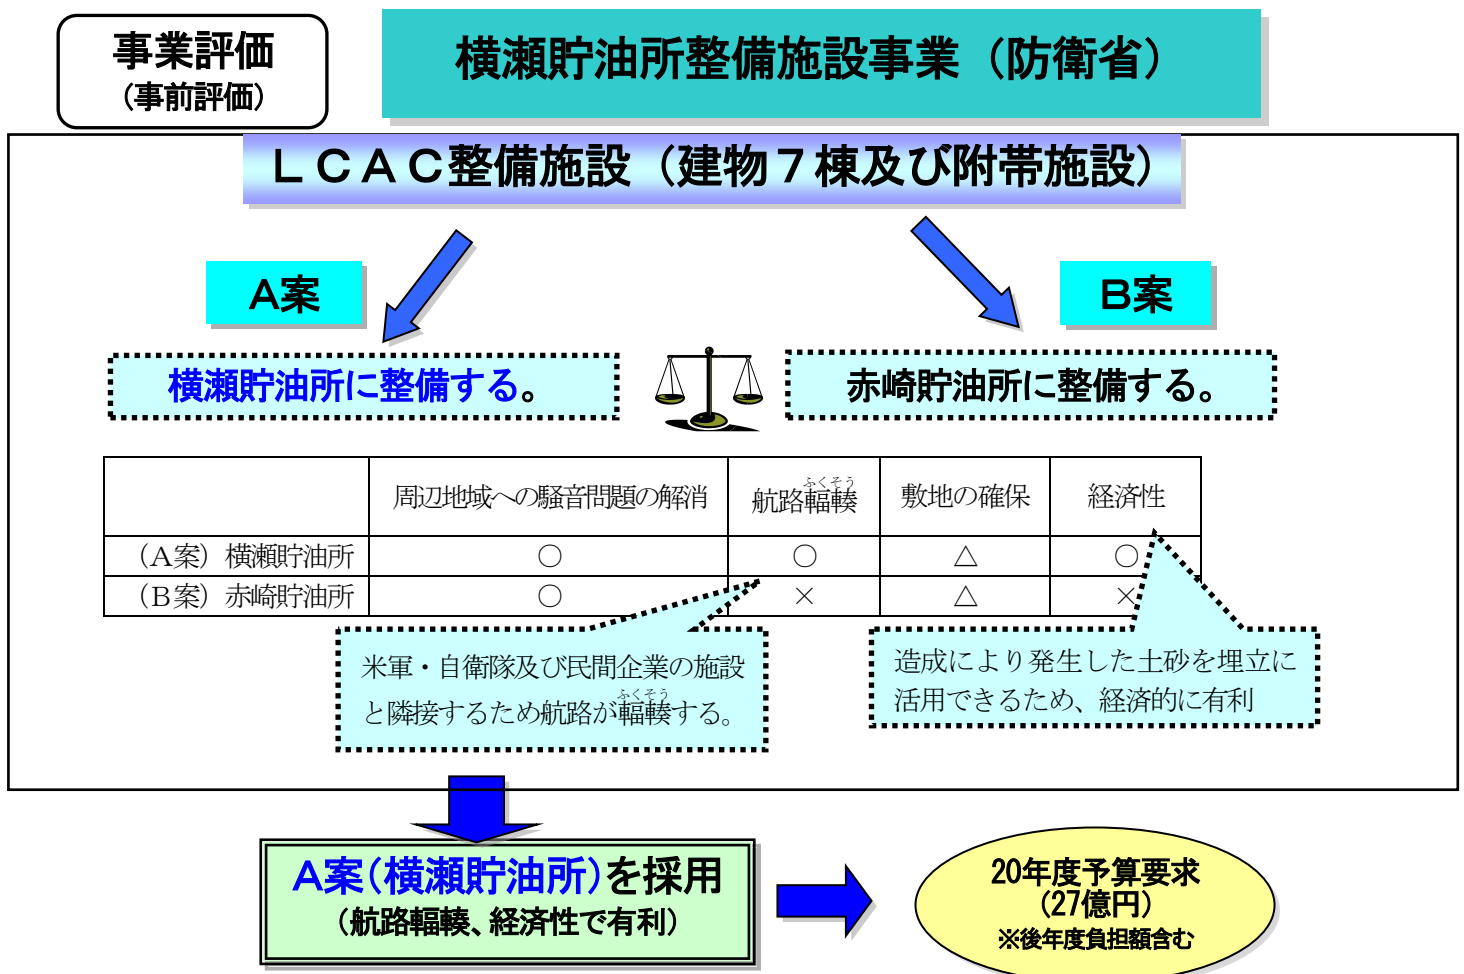 事業評価
（事前評価）
横瀬貯油所整備施設事業（防衛省）
ＬＣＡＣ整備施設（建物７棟及び附帯施設）
Ａ案
Ｂ案
横瀬貯油所に整備する。
赤崎貯油所に整備する。
周辺地域への騒音問題の解消 航路輻輳 敷地の確保 経済性
ふくそう
（Ａ案）横瀬貯油所 ○ ○ △ ○
（Ｂ案）赤崎貯油所 ○ × △ ×
米軍・自衛隊及び民間企業の施設
と隣接するため航路が輻輳する。
ふくそう
造成により発生した土砂を埋立に
活用できるため、経済的に有利
Ａ案（横瀬貯油所）を採用
（航路輻輳、経済性で有利）
20年度予算要求
（27億円）
※後年度負担額含む